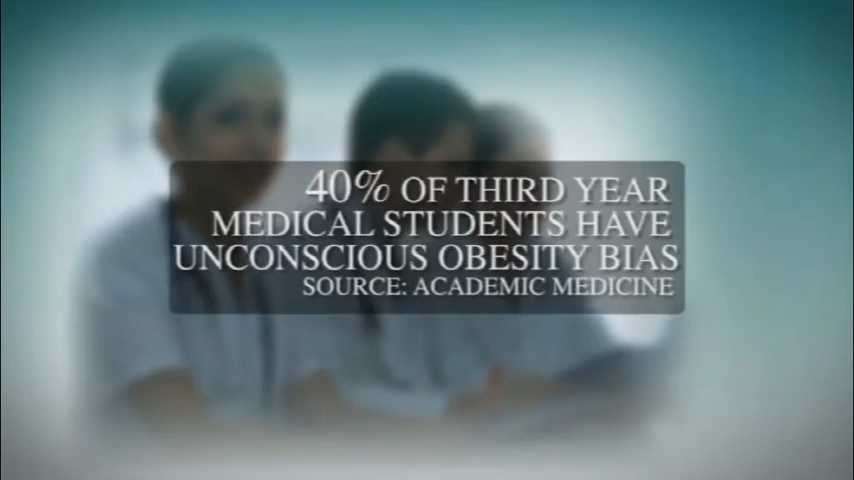 40% OF THIRD YEAR
MEDICAL STUDENTS HAVE
UNCONSCIOUS OBESITY BIAS
SOURCE: ACADEMIC MEDICINE